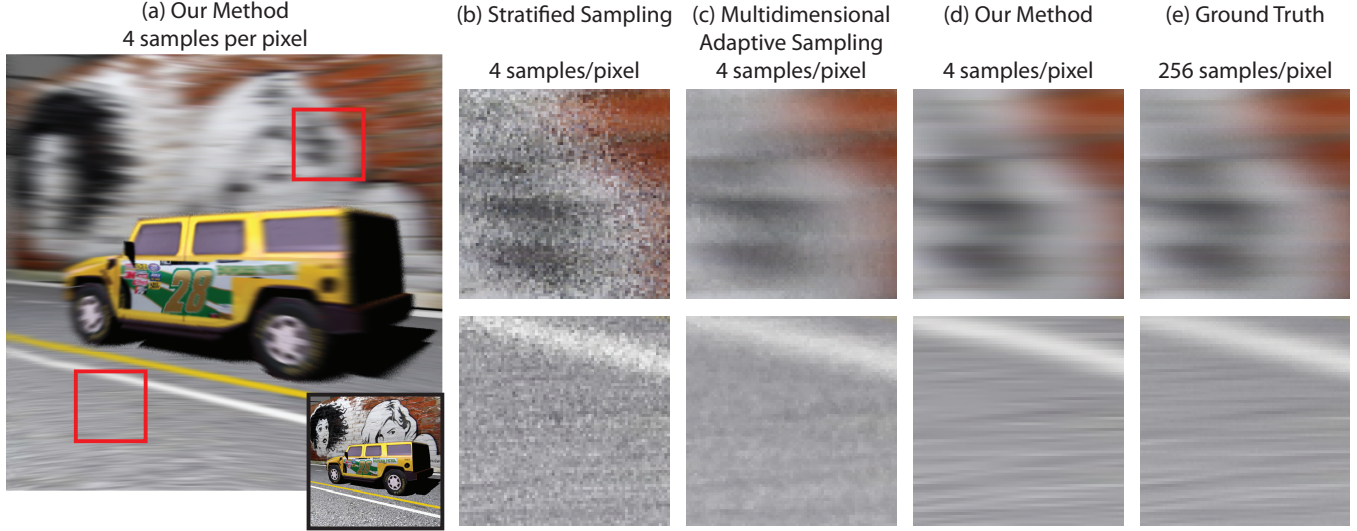 (a) Our Method
4 samples per pixel
(b) Stratified Sampling
4 samples/pixel
(c) Multidimensional
Adaptive Sampling
4 samples/pixel
(d) Our Method
4 samples/pixel
(e) Ground Truth
256 samples/pixel
28